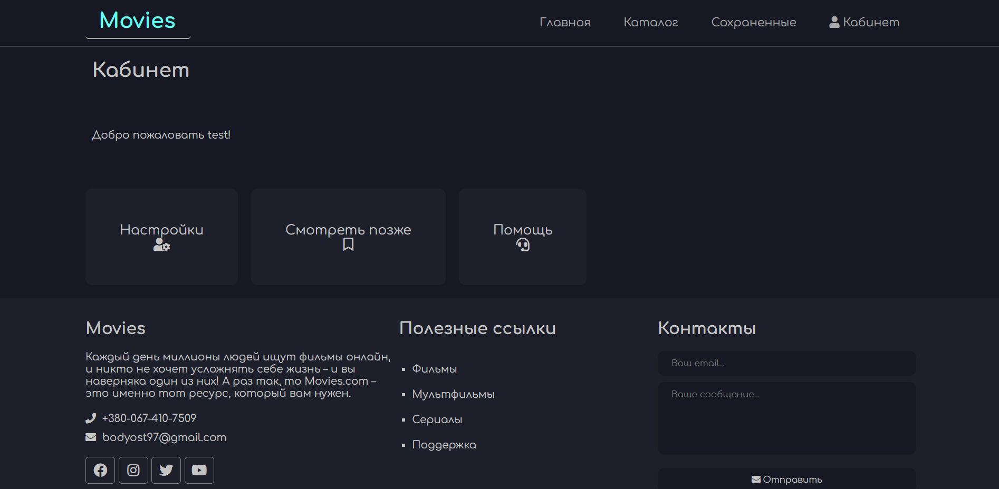 Movies
Главная
Каталог
Сохраненные
Кабинет
Кабинет
Добро пожаловать test!
Настройки
Смотреть позже
Помощь
Movies
Каждый день миллионы людей ищут фильмы онлайн,
и никто не хочет усложнять себе жизнь – и вы
наверняка один из них! А раз так, то Movies.com –
это именно тот ресурс, который вам нужен.
+380-067-410-7509
bodyost97@gmail.com
Полезные ссылки
Фильмы
Мультфильмы
Сериалы
Поддержка
Контакты
Ваш email...
Ваше сообщение...
Отправить